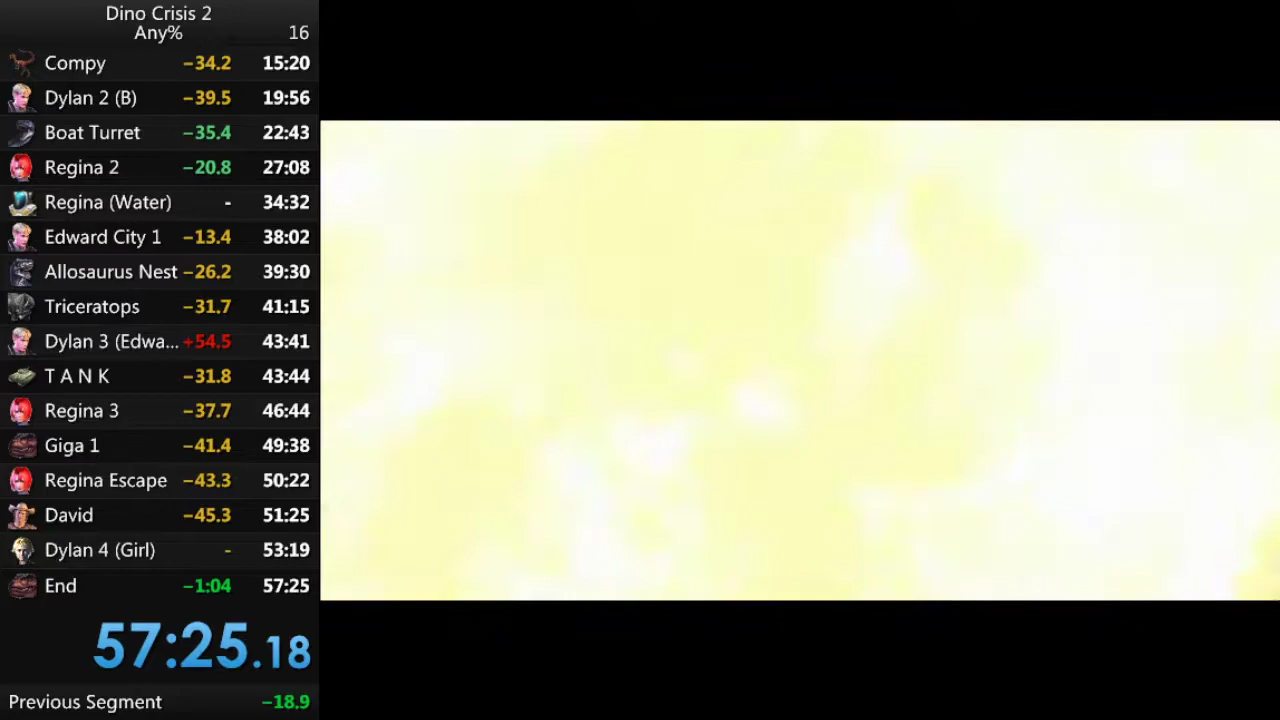 Dino Crisis 2
Any% 16
Compy −34.2 15:20
Dylan 2 (B) −39.5 19:56
Boat Turret −35.4 22:43
Regina 2 −20.8 27:08
Regina (Water) - 34:32
Edward City 1 −13.4 38:02
Allosaurus Nest −26.2 39:30
Triceratops −31.7 41:15
Dylan 3 (Edwa... +54.5 43:41
T A N K −31.8 43:44
Regina 3 −37.7 46:44
Giga 1 −41.4 49:38
Regina Escape −43.3 50:22
David −45.3 51:25
Dylan 4 (Girl) - 53:19
End −1:04 57:25
57:25.18
Previous Segment −18.9